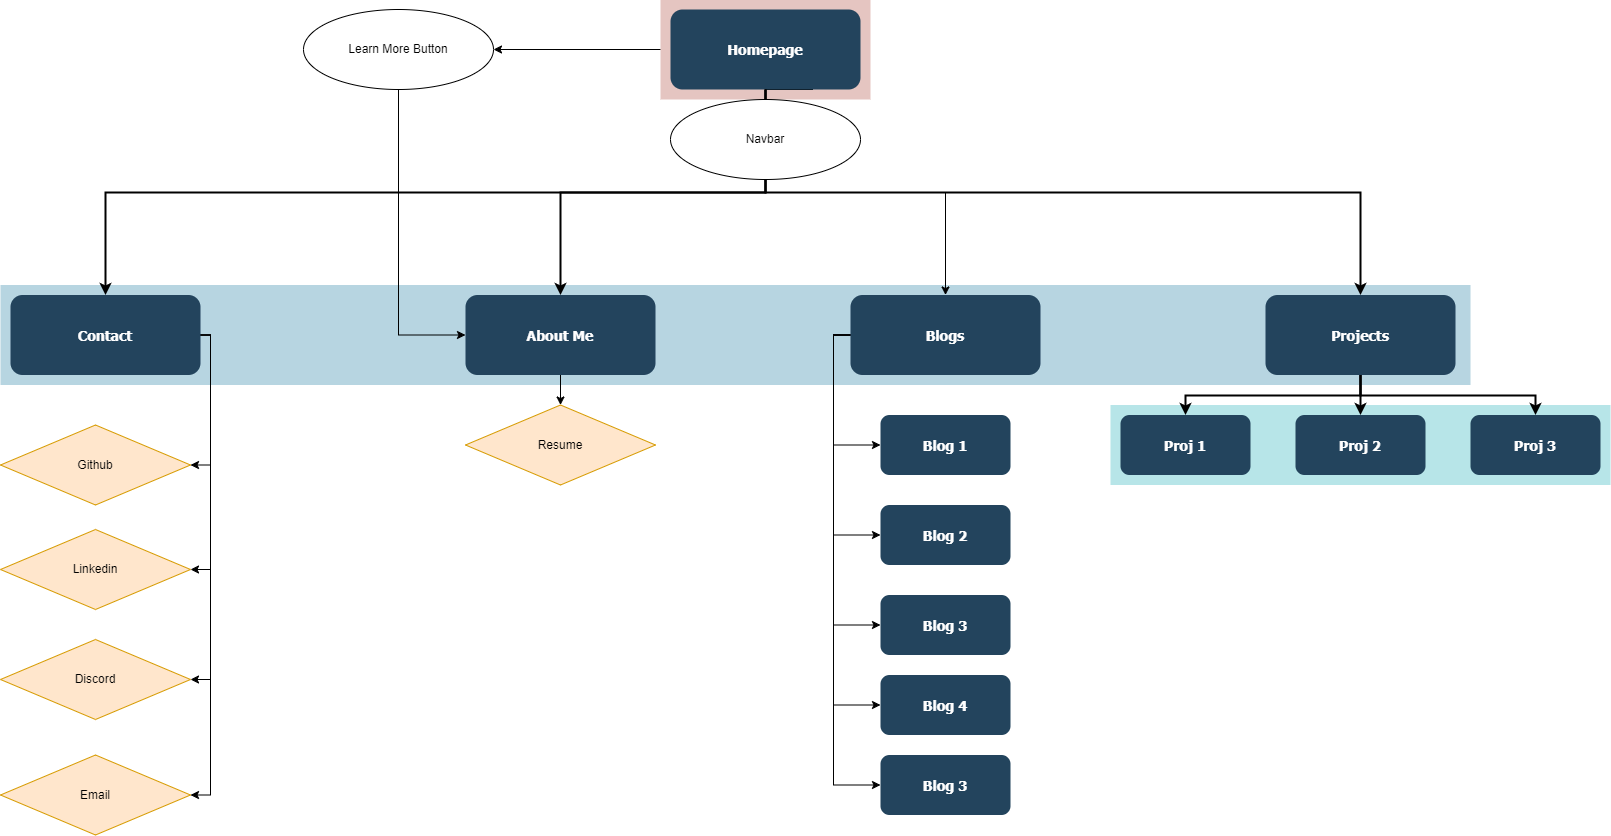 Learn More Button
Homepage
Navbar
Contact
About Me
Blogs
Projects
Github
Resume
Blog 1
Proj 1
Proj 2
Proj 3
Linkedin
Blog 2
Discord
Blog 3
Blog 4
Email
Blog 3